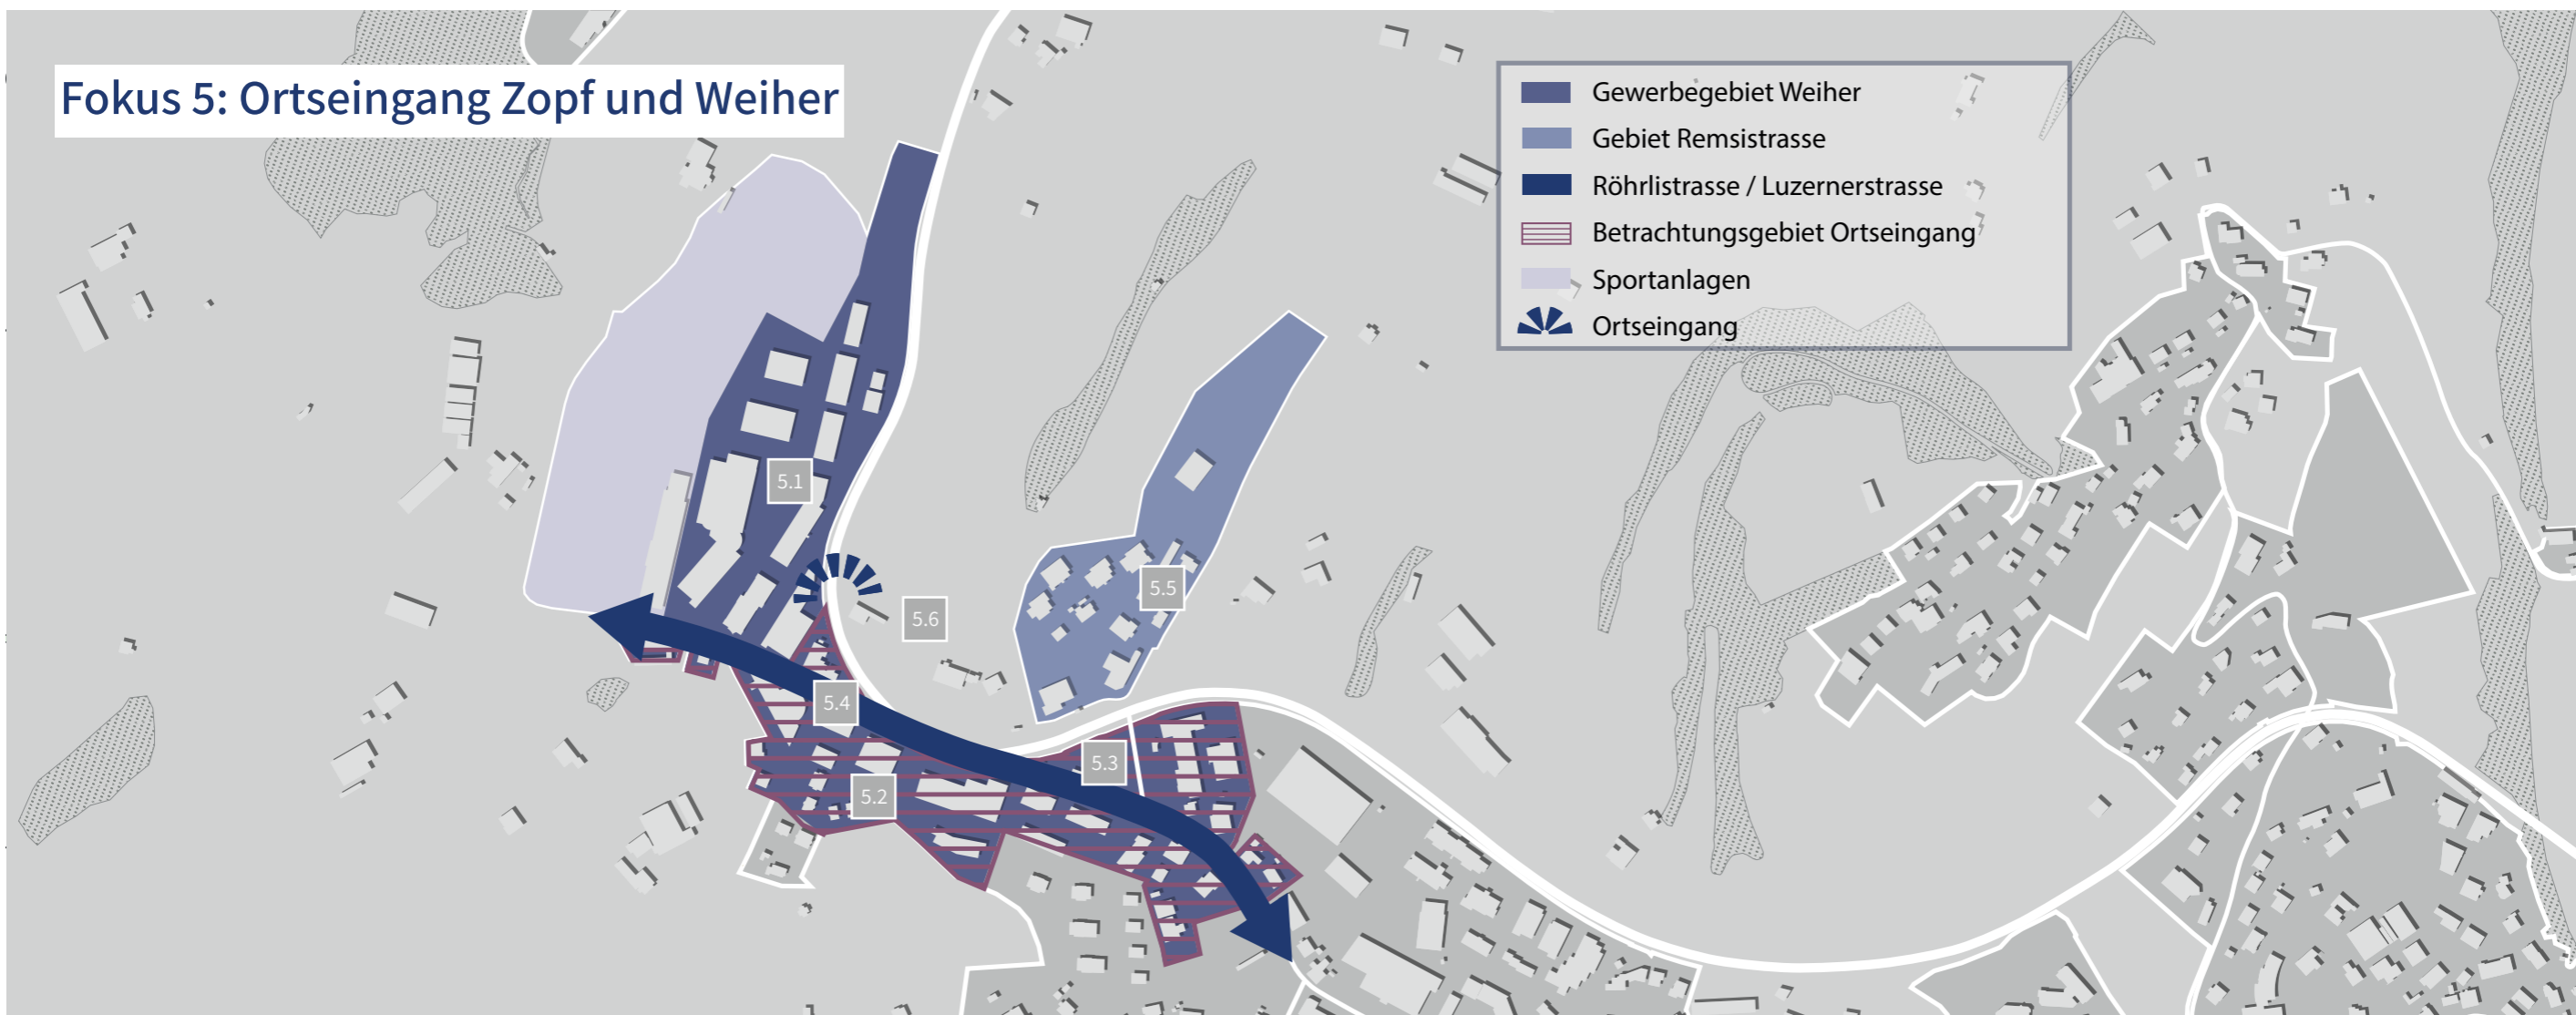 Fokus 5: Ortseingang Zopf und Weiher
Gewerbegebiet Weiher
Gebiet Remsistrasse
Röhrlistrasse / Luzernerstrasse
Betrachtungsgebiet Ortseingang
Sportanlagen
Ortseingang
5.1
5.5
5.6
5.4
5.3
5.2